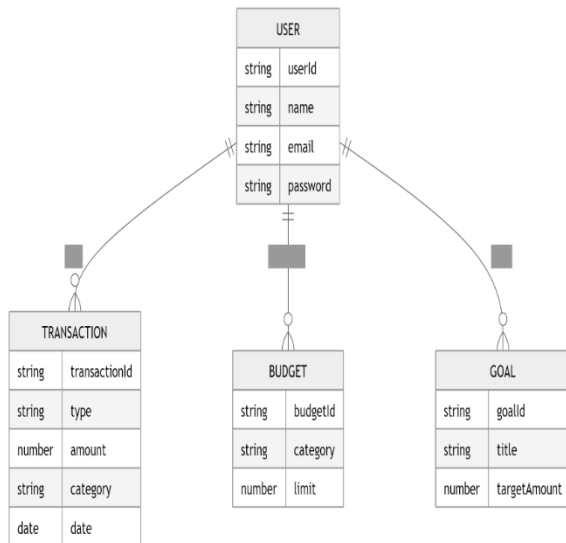 USER
string userId
string name
string email
string password
TRANSACTION
string transactionId
string type
number amount
string category
date date
BUDGET
string budgetId
string category
number limit
GOAL
string goalId
string title
number targetAmount